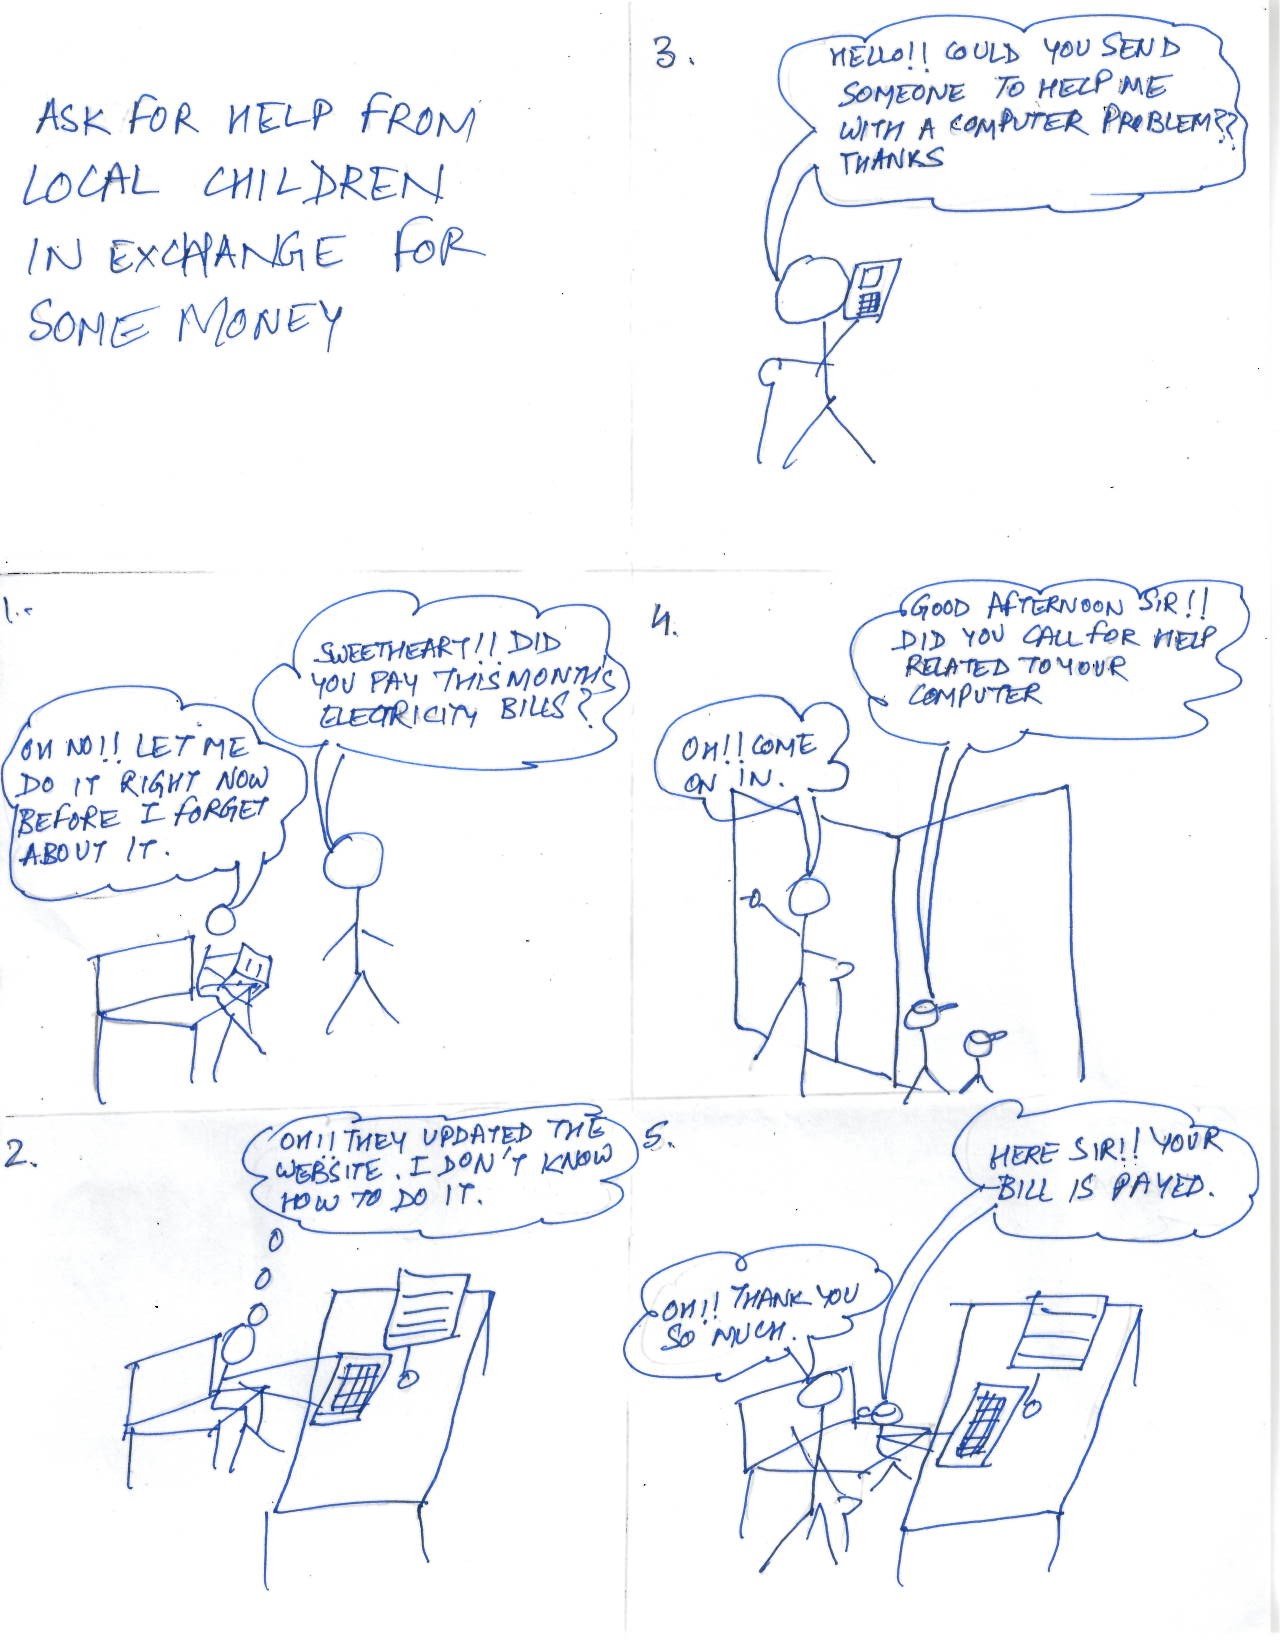 ASK FOR HELP FROM
LOCAL CHILDREN
IN EXCHANGE FOR
SOME MONEY
1.
SWEETHEART!! DID
YOU PAY THIS MONTH'S
ELECTRICITY BILLS?
OH NO!! LET ME
DO IT RIGHT NOW
BEFORE I FORGET
ABOUT IT.
2.
OH!! THEY UPDATED THE
WEBSITE. I DON'T KNOW
HOW TO DO IT.
3.
HELLO!! COULD YOU SEND
SOMEONE TO HELP ME
WITH A COMPUTER PROBLEM??
THANKS
4.
GOOD AFTERNOON SIR!!
DID YOU CALL FOR HELP
RELATED TO YOUR
COMPUTER
OH!! COME
ON IN.
5.
HERE SIR!! YOUR
BILL IS PAYED.
OH!! THANK YOU
SO MUCH.